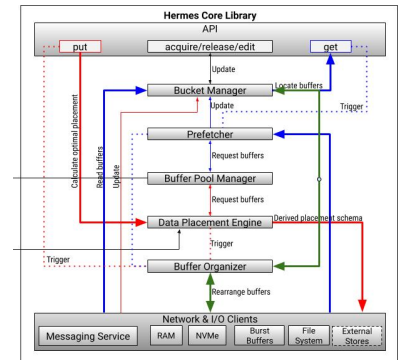 Hermes Core Library
API
put
acquire/release/edit
get
Update
Bucket Manager
Locate buffers
Update
Trigger
Calculate optimal placement
Read buffers
Update
Prefetcher
Request buffers
Buffer Pool Manager
Request buffers
Data Placement Engine
Derived placement schema
Trigger
Trigger
Buffer Organizer
Rearrange buffers
Network & I/O Clients
Messaging Service
RAM
NVMe
Burst
Buffers
File
System
External
Stores